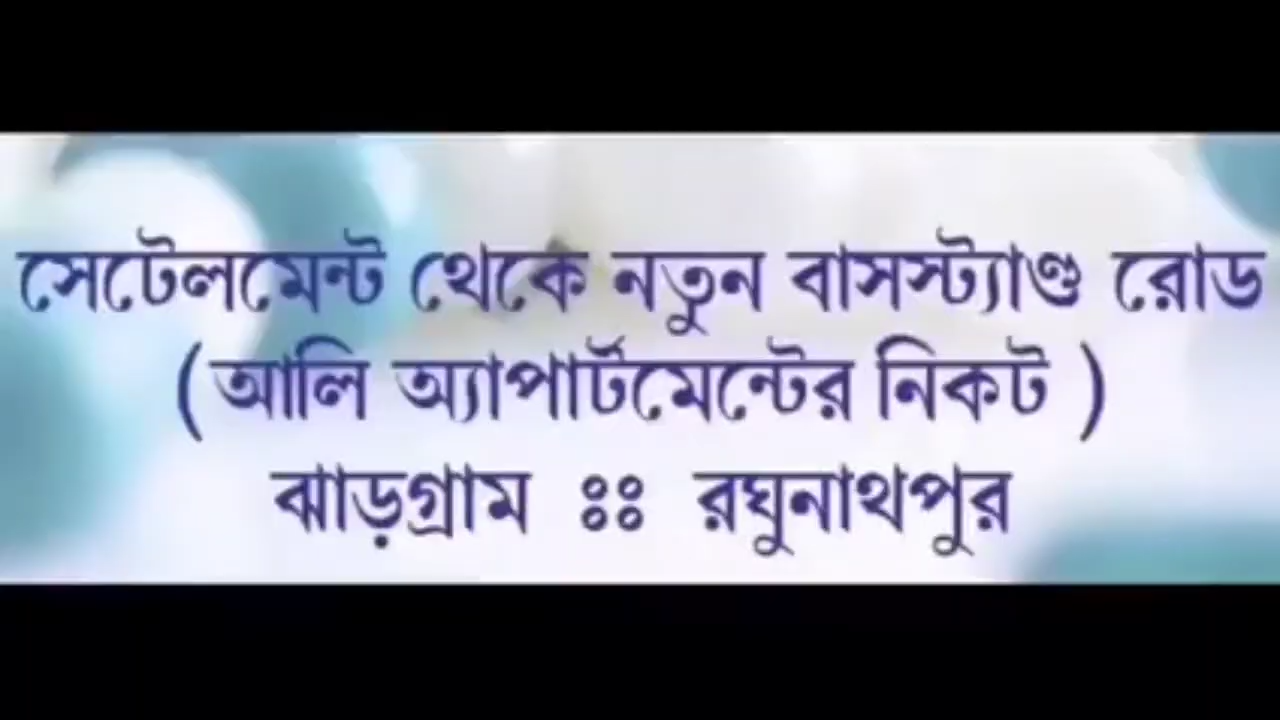 সেটেলমেন্ট থেকে নতুন বাসস্ট্যাণ্ড রোড
( আলি অ্যাপার্টমেন্টের নিকট )
ঝাড়গ্রাম ঃঃ রঘুনাথপুর